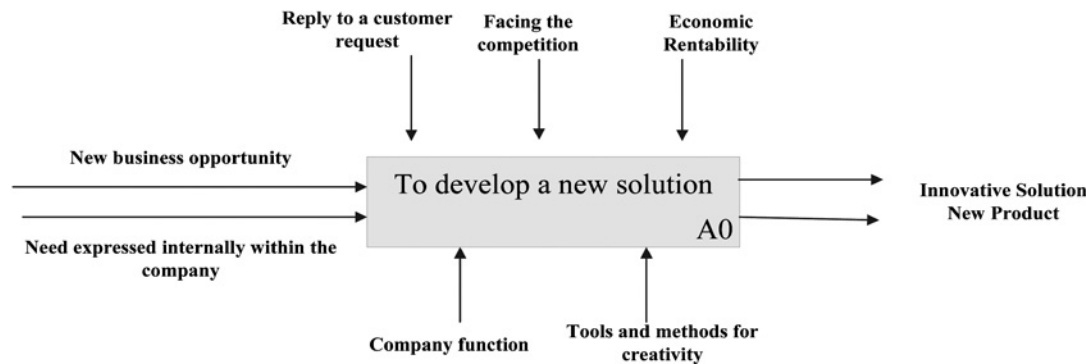 Reply to a customer
request
Facing the
competition
Economic
Rentability
New business opportunity
To develop a new solution
A0
Innovative Solution
New Product
Need expressed internally within the
company
Company function
Tools and methods for
creativity